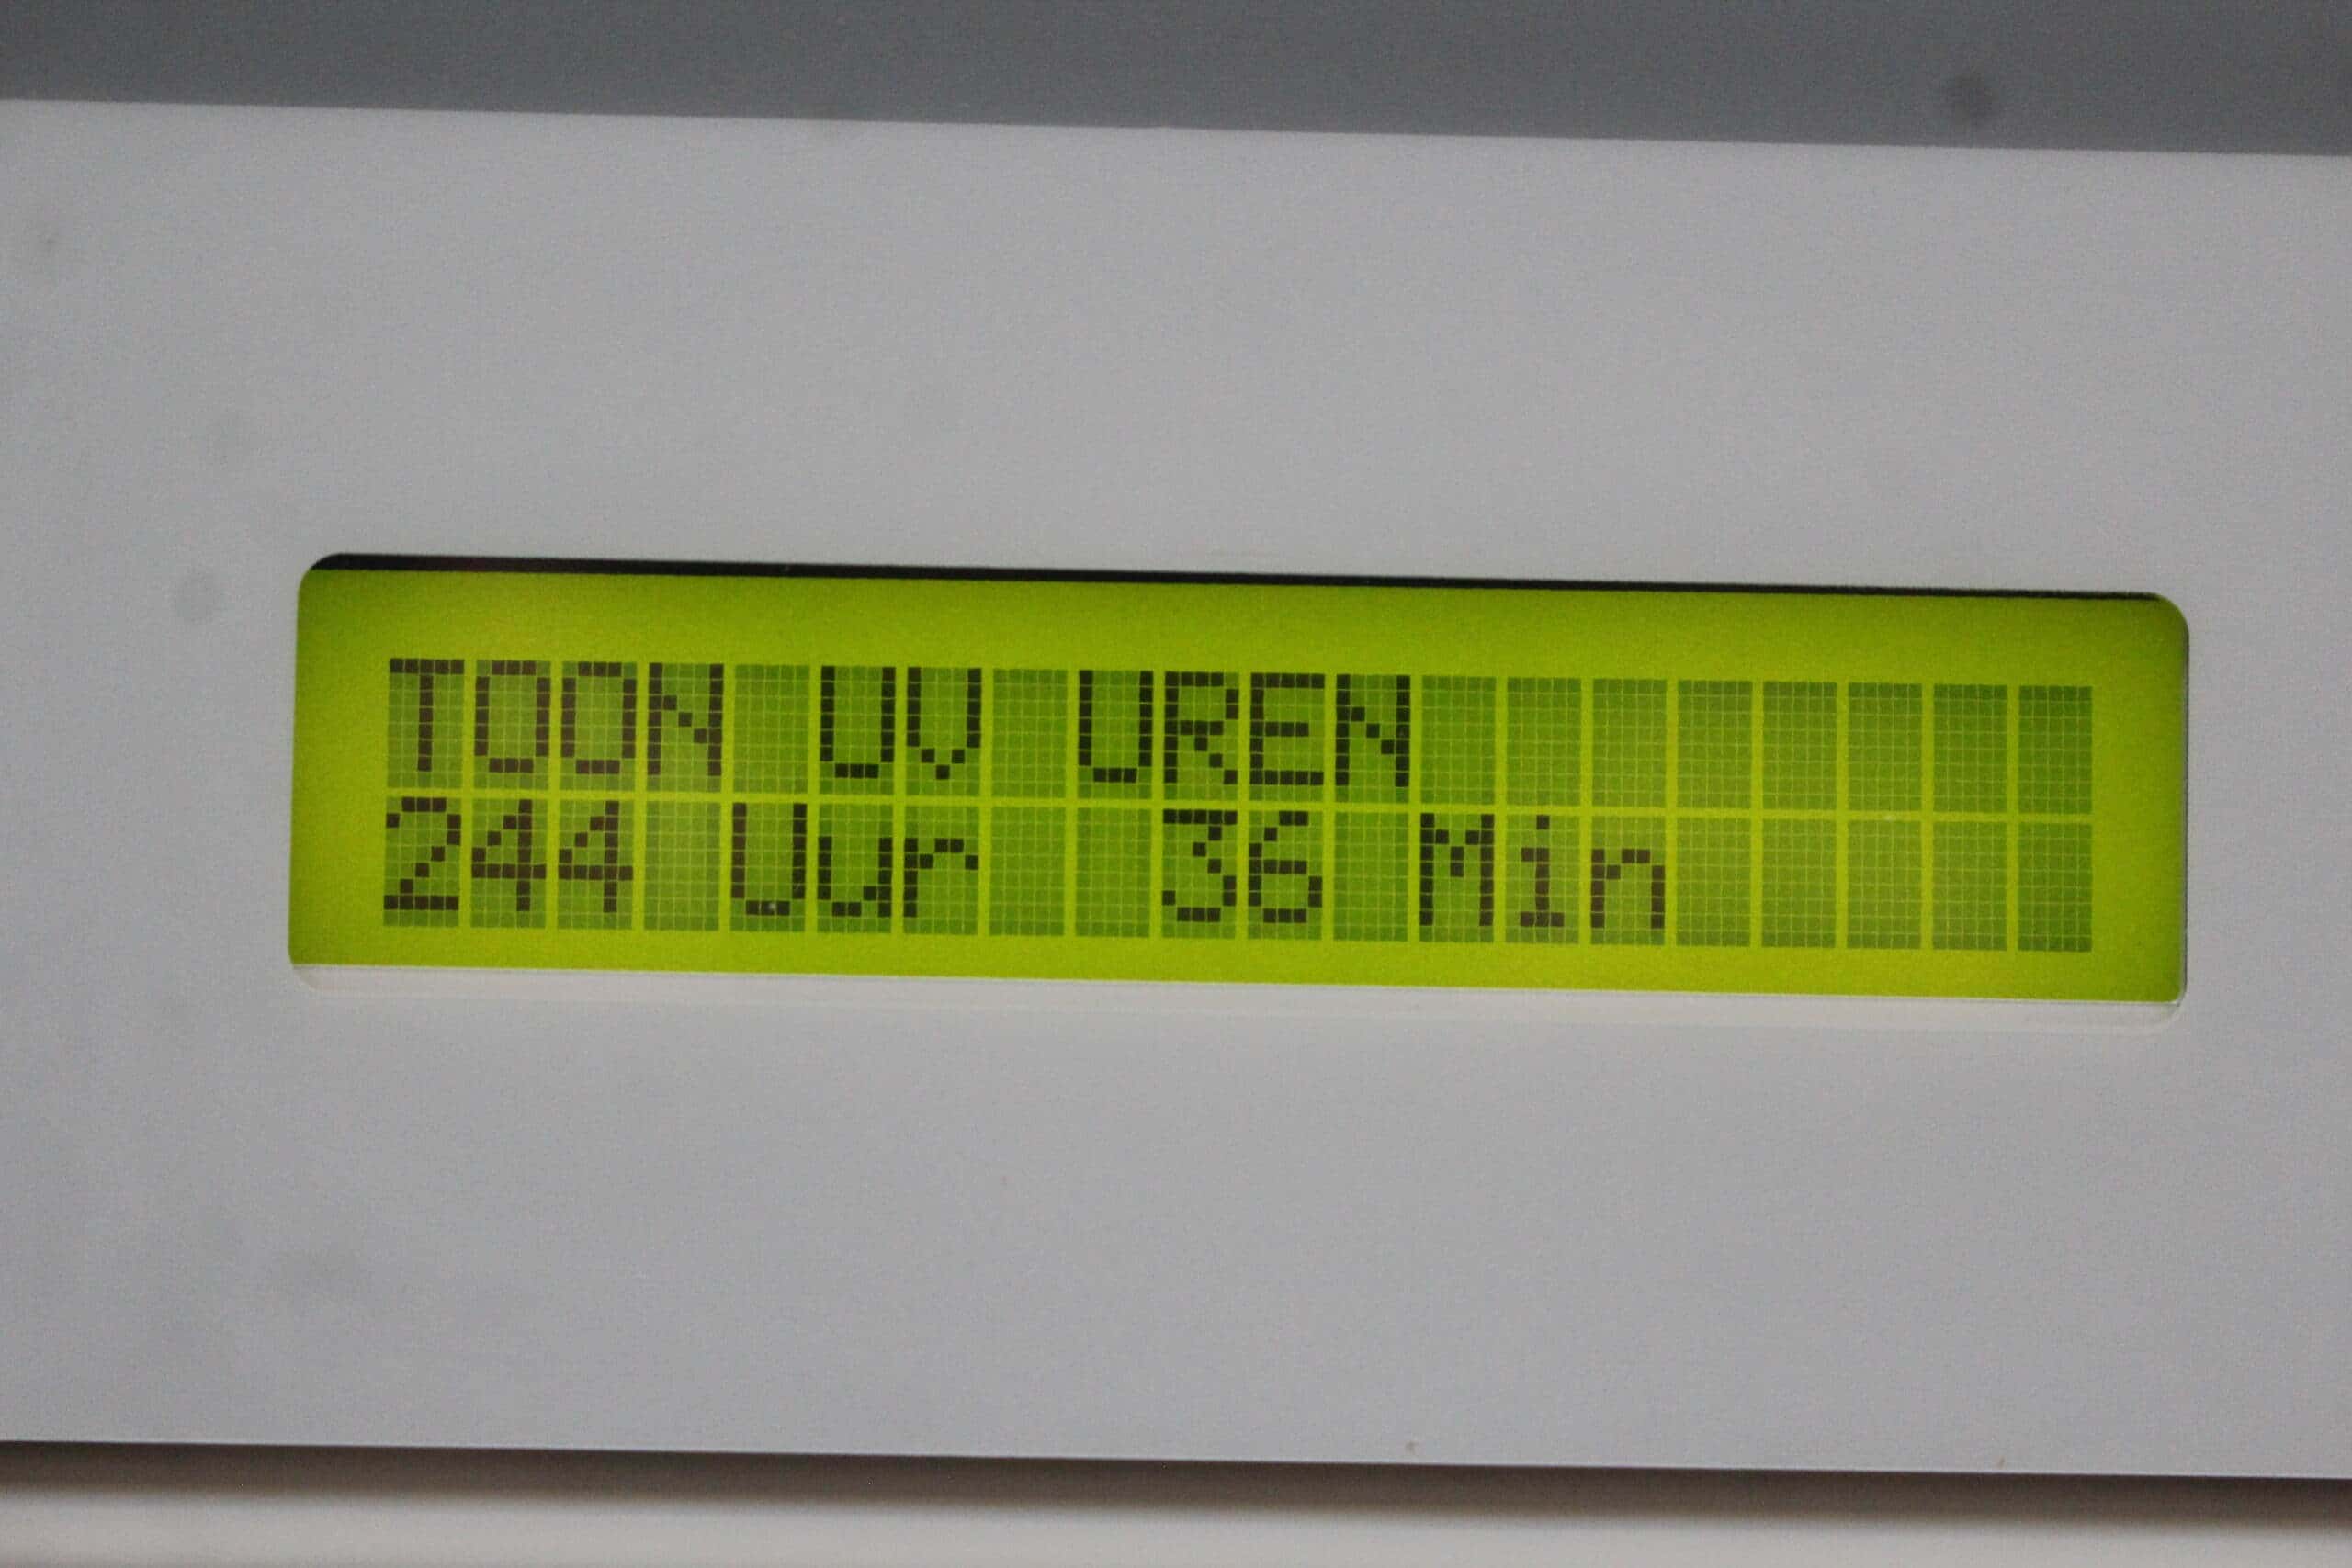 TOON UV UREN
244 Uur  36 Min